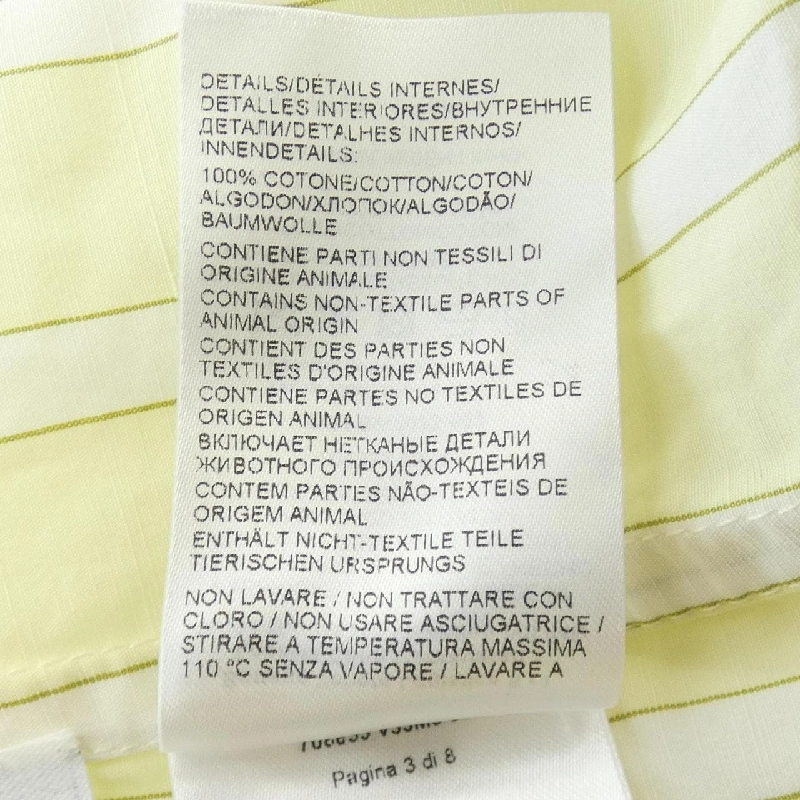 DETAILS/DÉTAILS INTERNES/
DETALLES INTERIORES/ВНУТРЕННИЕ
ДЕТАЛИ/DETALHES INTERNOS/
INNENDETAILS:
100% COTONE/COTTON/COTON/
ALGODON/ХЛОПОК/ALGODÃO/
BAUMWOLLE
CONTIENE PARTI NON TESSILI DI
ORIGINE ANIMALE
CONTAINS NON-TEXTILE PARTS OF
ANIMAL ORIGIN
CONTIENT DES PARTIES NON
TEXTILES D'ORIGINE ANIMALE
CONTIENE PARTES NO TEXTILES DE
ORIGEN ANIMAL
ВКЛЮЧАЕТ НЕТКАНЫЕ ДЕТАЛИ
ЖИВОТНОГО ПРОИСХОЖДЕНИЯ
CONTEM PARTES NÃO-TEXTEIS DE
ORIGEM ANIMAL
ENTHÄLT NICHT-TEXTILE TEILE
TIERISCHEN URSPRUNGS
NON LAVARE / NON TRATTARE CON
CLORO / NON USARE ASCIUGATRICE /
STIRARE A TEMPERATURA MASSIMA
110 °C SENZA VAPORE / LAVARE A
Pagina 3 di 8